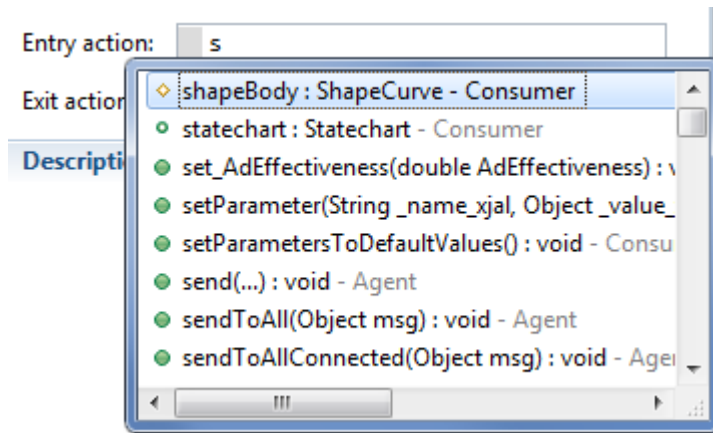 Entry action: s
Exit action
Descripti
shapeBody : ShapeCurve - Consumer
statechart : Statechart - Consumer
set_AdEffectiveness(double AdEffectiveness) : v
setParameter(String _name_xjal, Object _value_
setParametersToDefaultValues() : void - Consu
send(...) : void - Agent
sendToAll(Object msg) : void - Agent
sendToAllConnected(Object msg) : void - Age